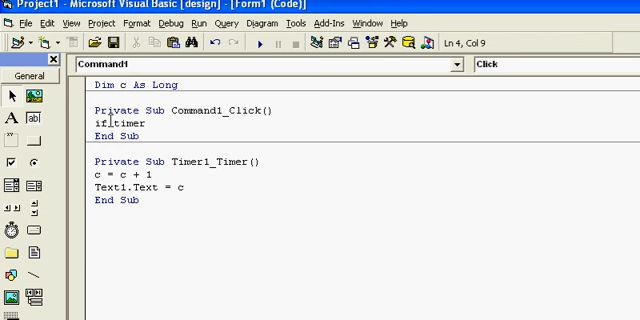 Project1 - Microsoft Visual Basic [design] - [Form1 (Code)]
File Edit View Project Format Debug Run Query Diagram Tools Add-Ins Window Help
Ln 4, Col 9
General
Command1 Click
Dim c As Long
Private Sub Command1_Click()
if timer
End Sub
Private Sub Timer1_Timer()
c = c + 1
Text1.Text = c
End Sub
A ab
xy